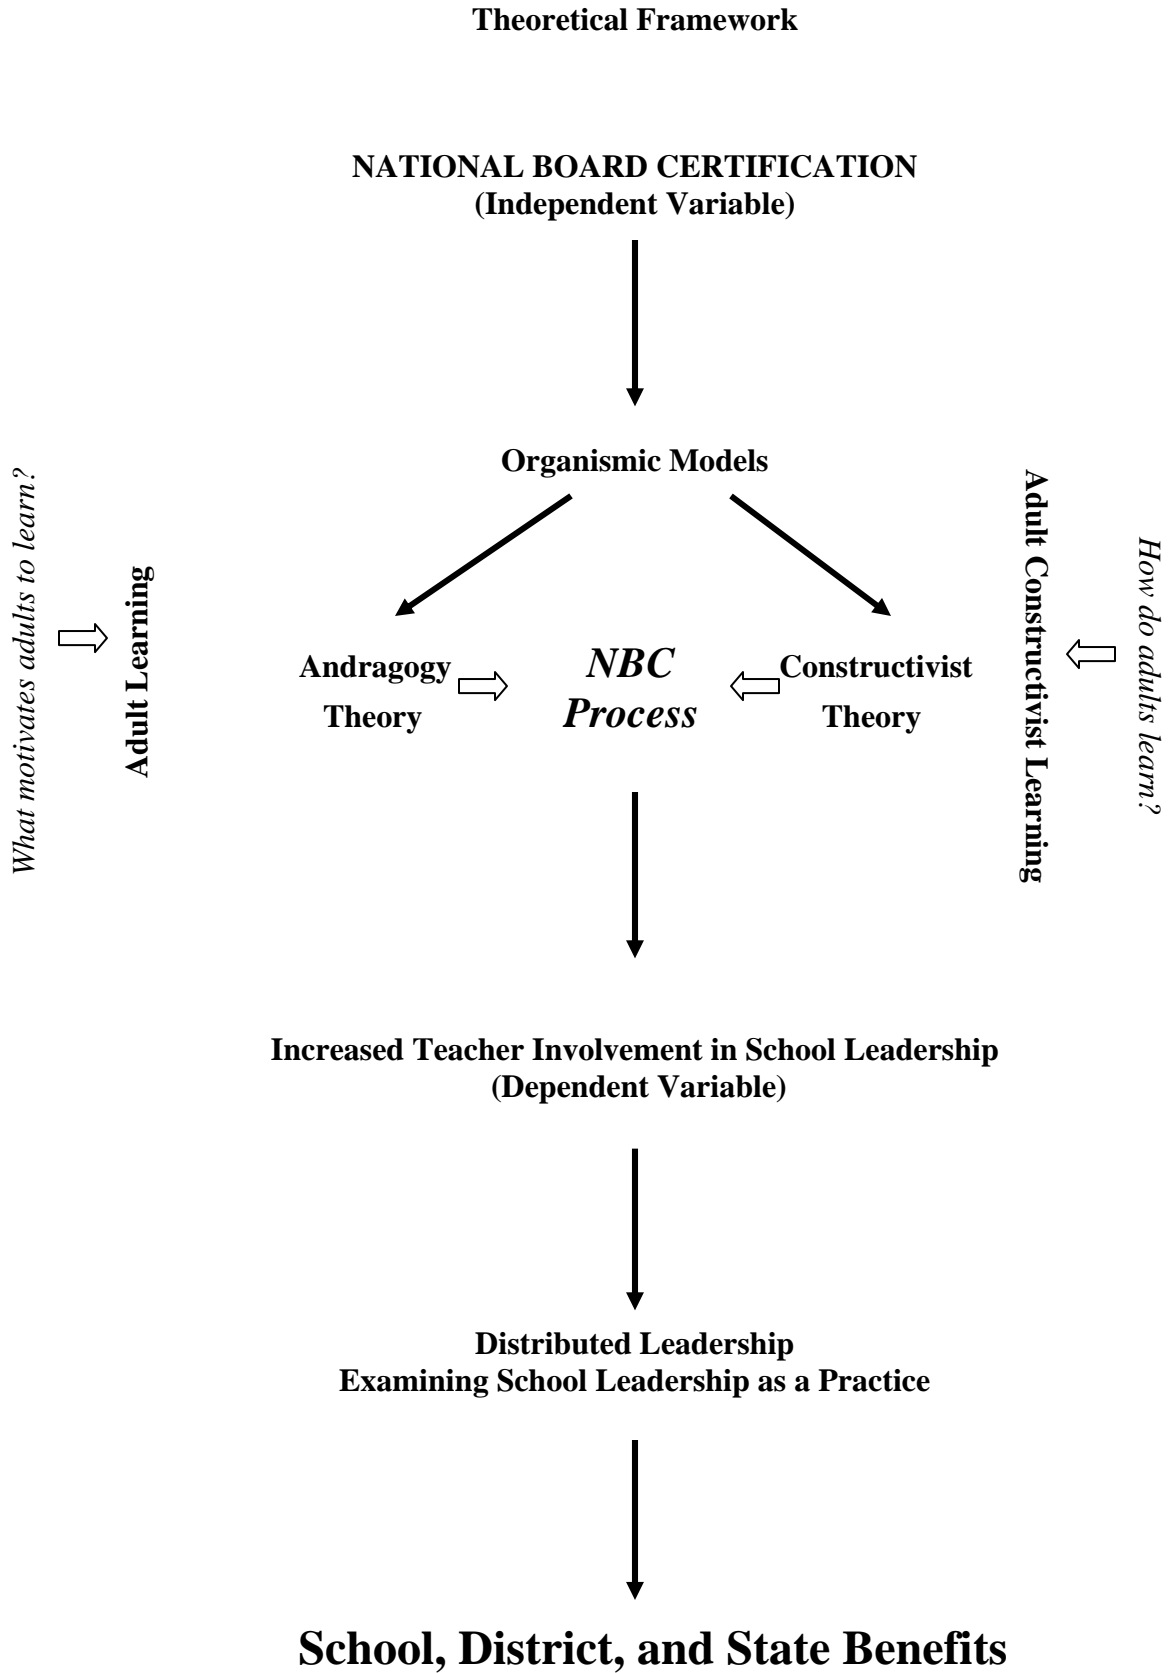 Theoretical Framework
NATIONAL BOARD CERTIFICATION
(Independent Variable)
Organismic Models
What motivates adults to learn?
Adult Learning
Andragogy
Theory
NBC
Process
Constructivist
Theory
Adult Constructivist Learning
How do adults learn?
Increased Teacher Involvement in School Leadership
(Dependent Variable)
Distributed Leadership
Examining School Leadership as a Practice
School, District, and State Benefits